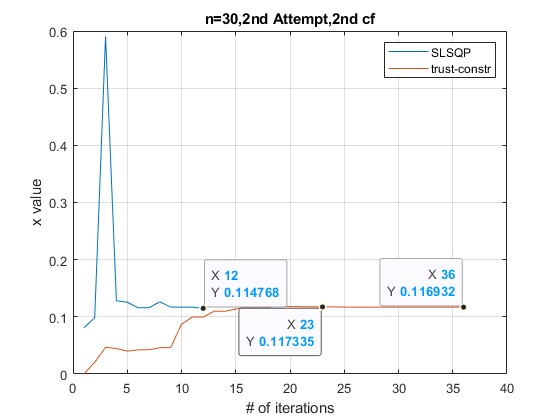 n=30,2nd Attempt,2nd cf
0.6
SLSQP
trust-constr
0.5
0.4
x value
0.3
0.2
X 12
Y 0.114768
X 36
Y 0.116932
0.1
X 23
Y 0.117335
0
0 5 10 15 20 25 30 35 40
# of iterations